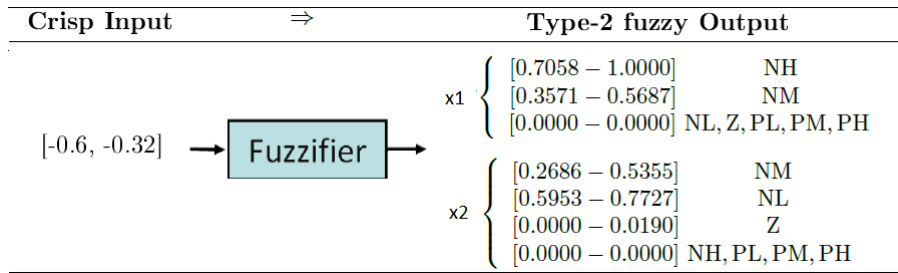 Crisp Input ⇒ Type-2 fuzzy Output
x1
[0.7058 − 1.0000] NH
[0.3571 − 0.5687] NM
[0.0000 − 0.0000] NL, Z, PL, PM, PH
[-0.6, -0.32]
Fuzzifier
x2
[0.2686 − 0.5355] NM
[0.5953 − 0.7727] NL
[0.0000 − 0.0190] Z
[0.0000 − 0.0000] NH, PL, PM, PH